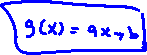 g(x) = ax+b